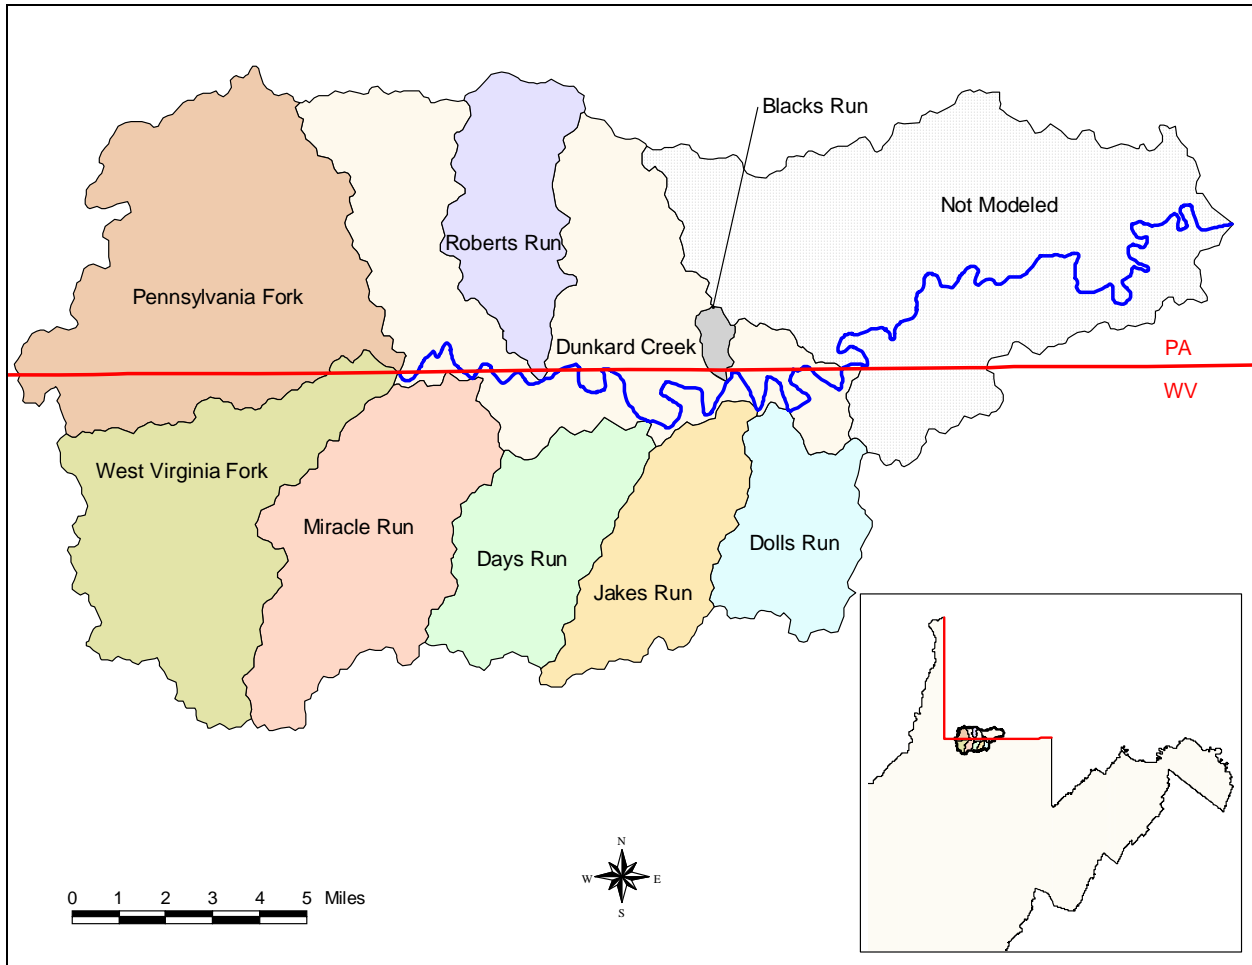 Blacks Run
Not Modeled
Roberts Run
Pennsylvania Fork
Dunkard Creek
PA
WV
West Virginia Fork
Miracle Run
Days Run
Dolls Run
Jakes Run
N
W E
S
0 1 2 3 4 5 Miles